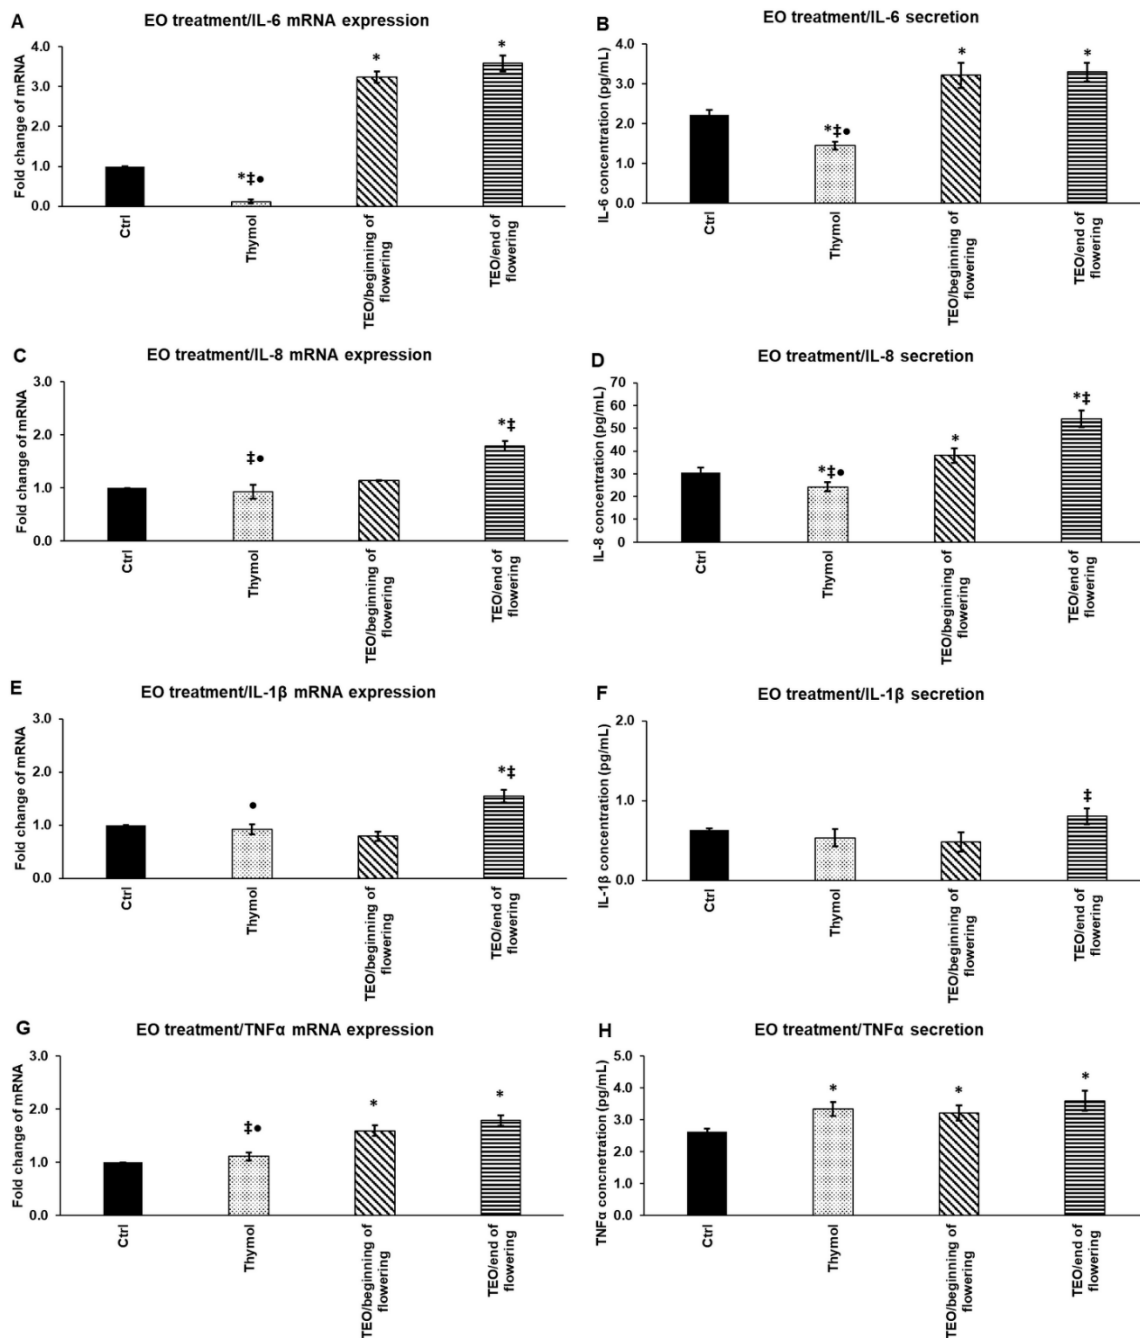 A
EO treatment/IL-6 mRNA expression
Fold change of mRNA
4.0
3.0
2.0
1.0
0.0
*‡●
*
*
Ctrl
Thymol
TEO/beginning of
flowering
TEO/end of
flowering
B
EO treatment/IL-6 secretion
IL-6 concentration (pg/mL)
4.0
3.0
2.0
1.0
0.0
*‡●
*
*
Ctrl
Thymol
TEO/beginning of
flowering
TEO/end of
flowering
C
EO treatment/IL-8 mRNA expression
Fold change of mRNA
3.0
2.0
1.0
0.0
‡●
*‡
Ctrl
Thymol
TEO/beginning of
flowering
TEO/end of
flowering
D
EO treatment/IL-8 secretion
IL-8 concentration (pg/mL)
70
60
50
40
30
20
10
0
*‡●
*
*‡
Ctrl
Thymol
TEO/beginning of
flowering
TEO/end of
flowering
E
EO treatment/IL-1β mRNA expression
Fold change of mRNA
3.0
2.0
1.0
0.0
●
*‡
Ctrl
Thymol
TEO/beginning of
flowering
TEO/end of
flowering
F
EO treatment/IL-1β secretion
IL-1β concentration (pg/mL)
2.0
1.0
0.0
‡
Ctrl
Thymol
TEO/beginning of
flowering
TEO/end of
flowering
G
EO treatment/TNFα mRNA expression
Fold change of mRNA
3.0
2.0
1.0
0.0
‡●
*
*
Ctrl
Thymol
TEO/beginning of
flowering
TEO/end of
flowering
H
EO treatment/TNFα secretion
TNFα concnetration (pg/mL)
5.0
4.0
3.0
2.0
1.0
0.0
*
*
*
Ctrl
Thymol
TEO/beginning of
flowering
TEO/end of
flowering